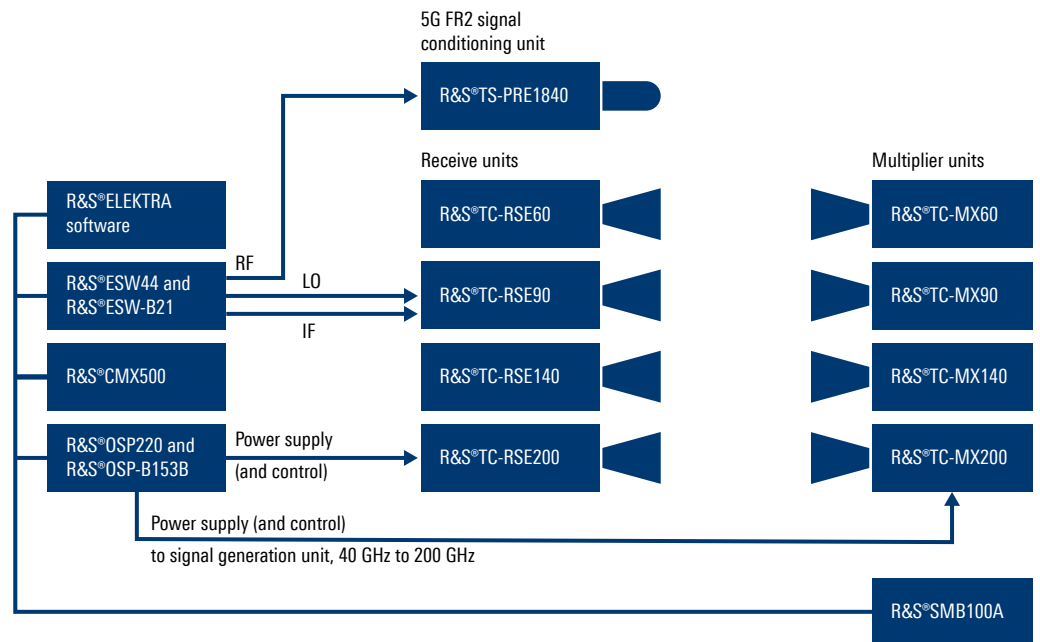 5G FR2 signal
conditioning unit
R&S®TS-PRE1840
Receive units
Multiplier units
R&S®ELEKTRA
software
R&S®TC-RSE60
R&S®TC-MX60
RF
R&S®ESW44 and
R&S®ESW-B21
LO
IF
R&S®TC-RSE90
R&S®TC-MX90
R&S®CMX500
R&S®TC-RSE140
R&S®TC-MX140
R&S®OSP220 and
R&S®OSP-B153B
Power supply
(and control)
R&S®TC-RSE200
R&S®TC-MX200
Power supply (and control)
to signal generation unit, 40 GHz to 200 GHz
R&S®SMB100A